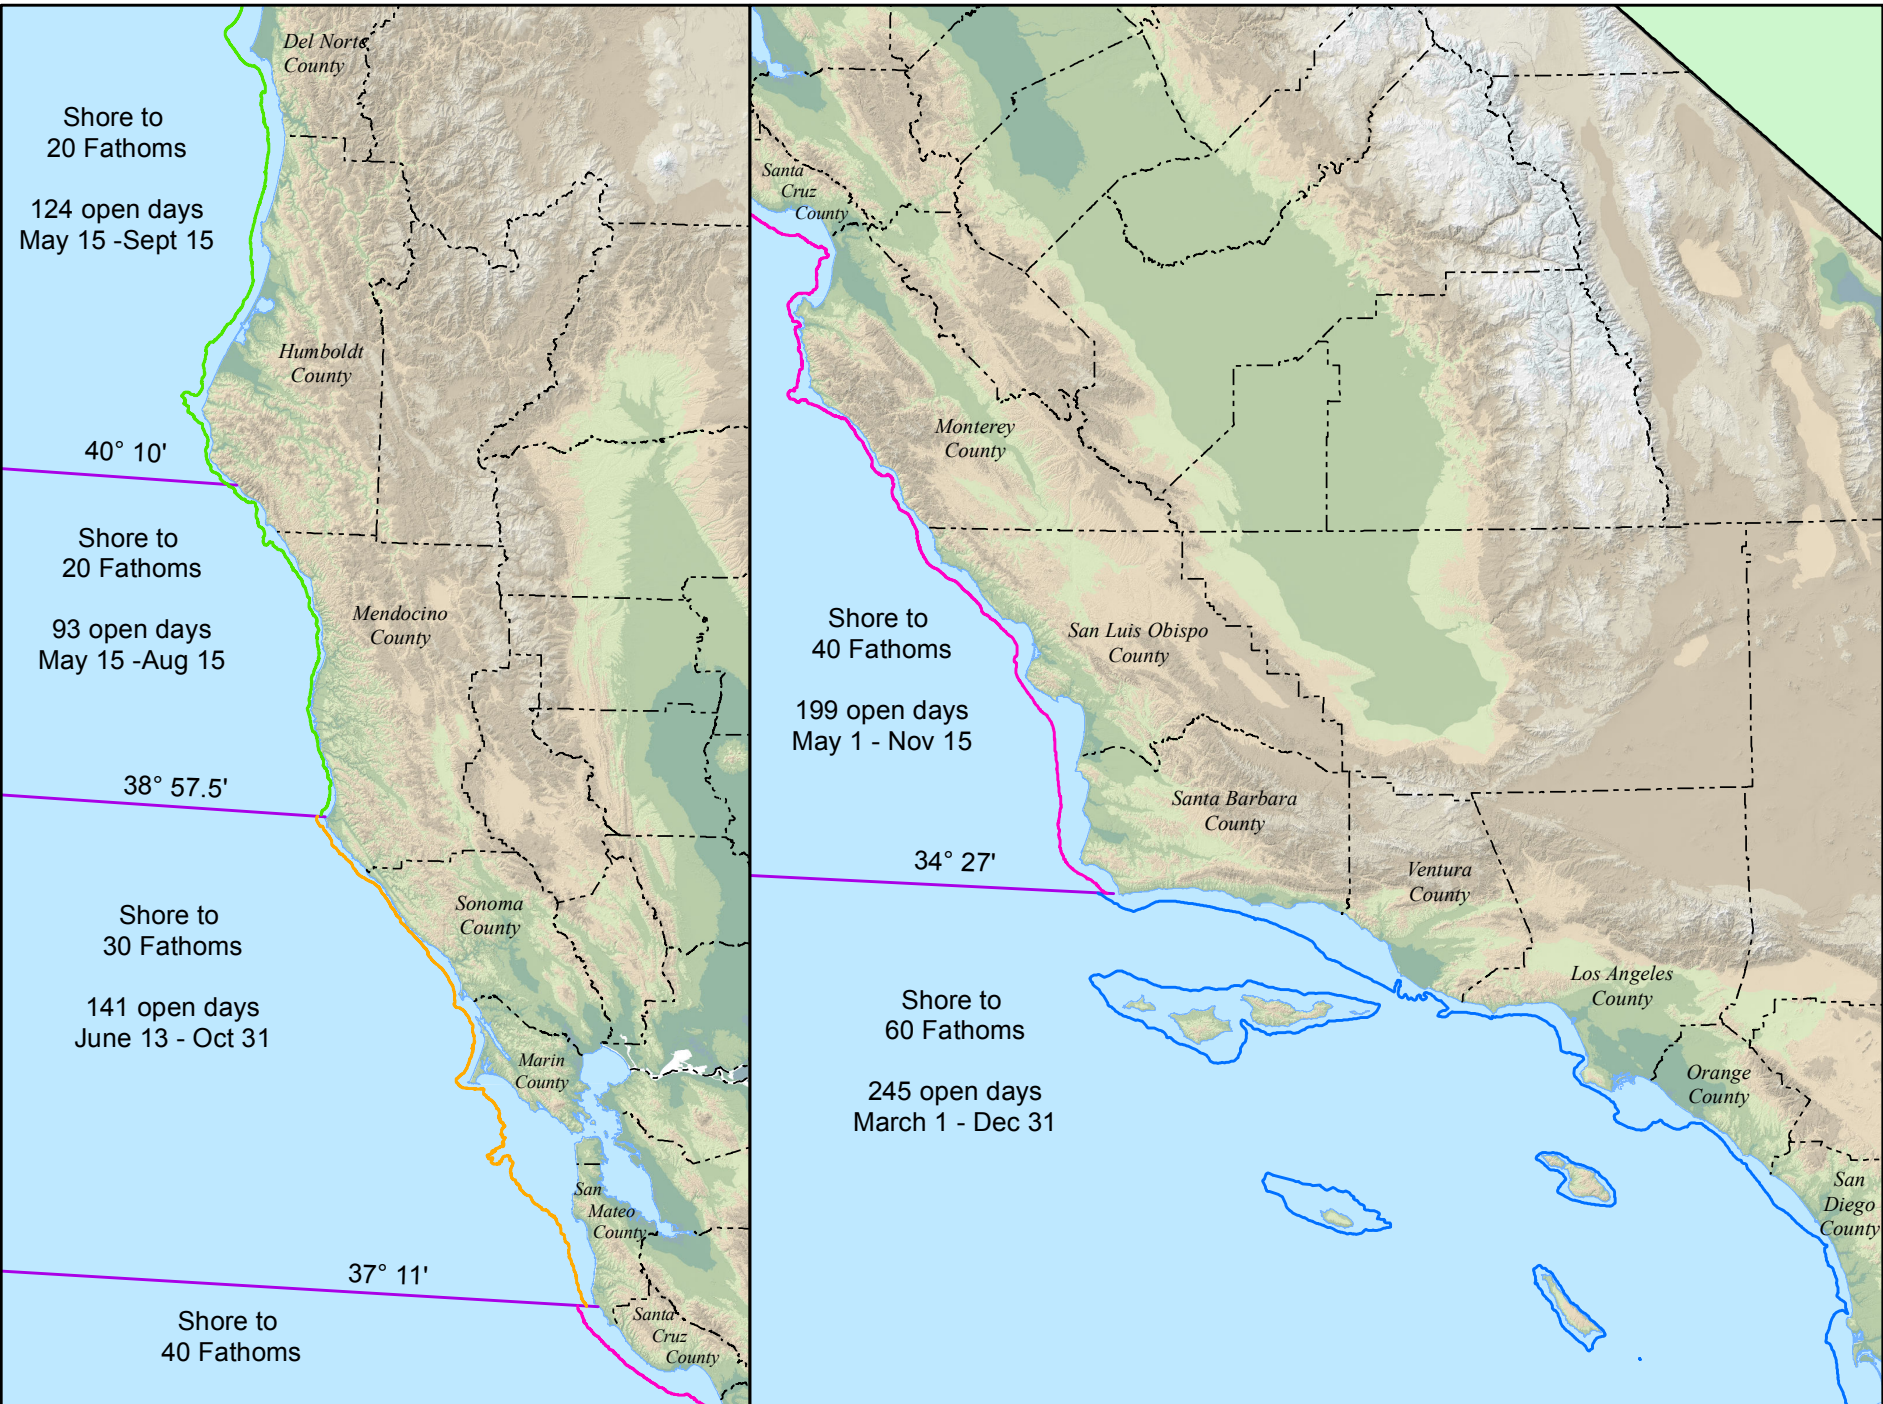 Del Norte
County
Shore to
20 Fathoms
124 open days
May 15 -Sept 15
Humboldt
County
40° 10'
Shore to
20 Fathoms
93 open days
May 15 -Aug 15
Mendocino
County
38° 57.5'
Shore to
30 Fathoms
141 open days
June 13 - Oct 31
Sonoma
County
Marin
County
San
Mateo
County
37° 11'
Shore to
40 Fathoms
Santa
Cruz
County
Santa
Cruz
County
Monterey
County
Shore to
40 Fathoms
199 open days
May 1 - Nov 15
San Luis Obispo
County
Santa Barbara
County
34° 27'
Ventura
County
Los Angeles
County
Shore to
60 Fathoms
245 open days
March 1 - Dec 31
Orange
County
San
Diego
County